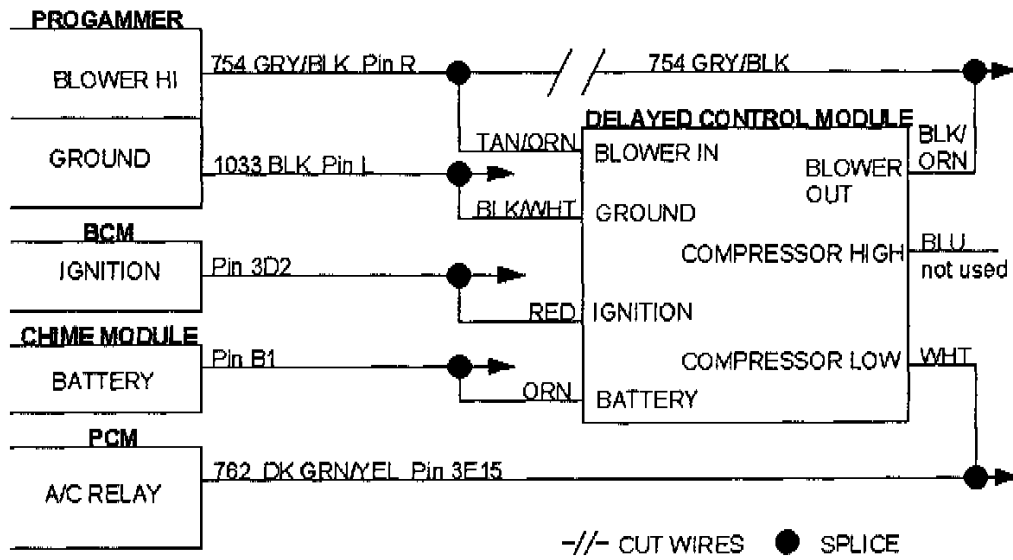 PROGAMMER
BLOWER HI
754 GRY/BLK Pin R
754 GRY/BLK
GROUND
1033 BLK Pin L
BCM
IGNITION
Pin 3D2
CHIME MODULE
BATTERY
Pin B1
PCM
A/C RELAY
762 DK GRN/YEL Pin 3E15
DELAYED CONTROL MODULE
TAN/ORN
BLOWER IN
BLK/WHT
GROUND
RED
IGNITION
ORN
BATTERY
BLOWER
OUT
BLK/
ORN
COMPRESSOR HIGH
BLU
not used
COMPRESSOR LOW
WHT
-//- CUT WIRES
SPLICE